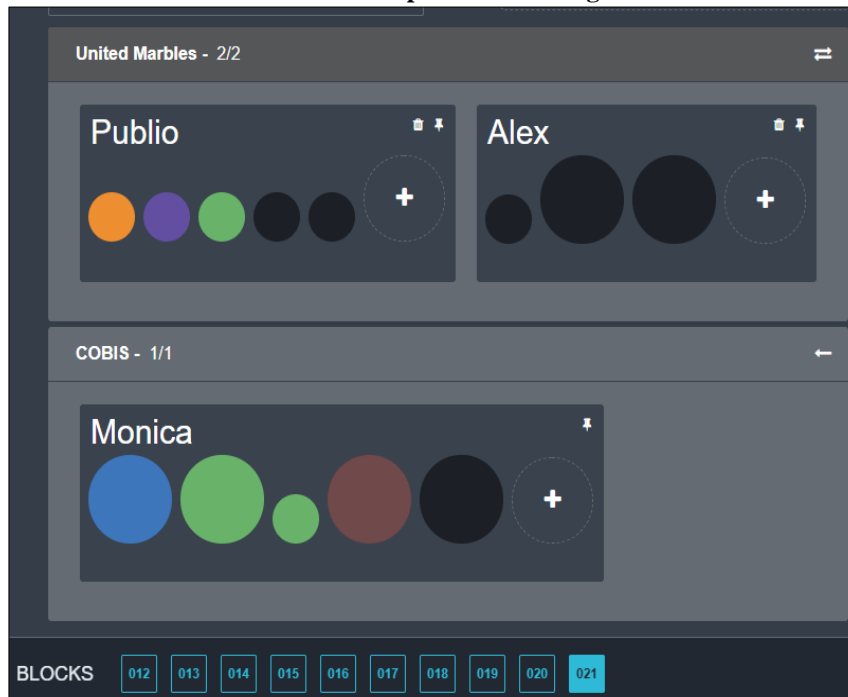 United Marbles - 2/2
Publio
Alex
COBIS - 1/1
Monica
BLOCKS 012 013 014 015 016 017 018 019 020 021